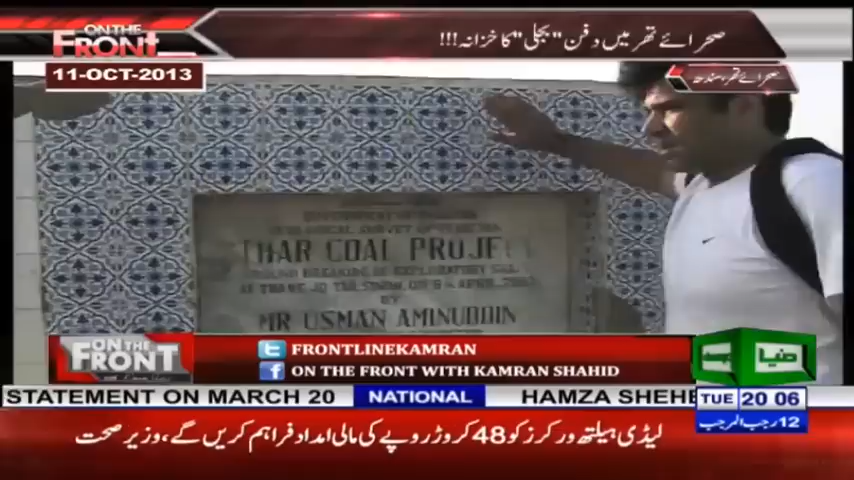 ON THE FRONT
صحرائے تھر میں دفن "بجلی" کا خزانہ!!!
11-OCT-2013
صحرائے تھر، سندھ
THAR COAL PROJECT
BY
MR USMAN AMINUDDIN
ON THE FRONT
FRONTLINEKAMRAN
ON THE FRONT WITH KAMRAN SHAHID
دنیا
STATEMENT ON MARCH 20 NATIONAL HAMZA SHEHB
TUE 20 06
12 رجب المرجب
لیڈی ہیلتھ ورکرز کو 48 کروڑ روپے کی مالی امداد فراہم کریں گے، وزیر صحت